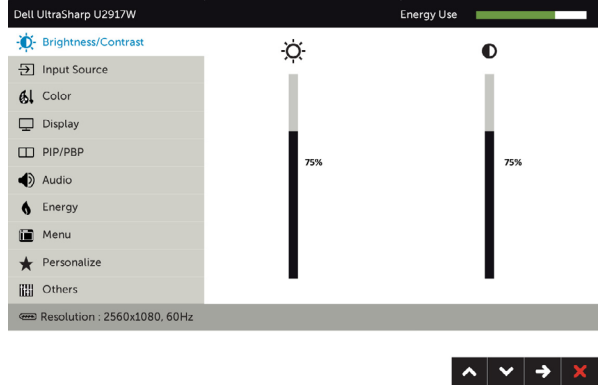 Dell UltraSharp U2917W
Energy Use
Brightness/Contrast
Input Source
Color
Display
PIP/PBP
Audio
Energy
Menu
Personalize
Others
75%
75%
Resolution : 2560x1080, 60Hz